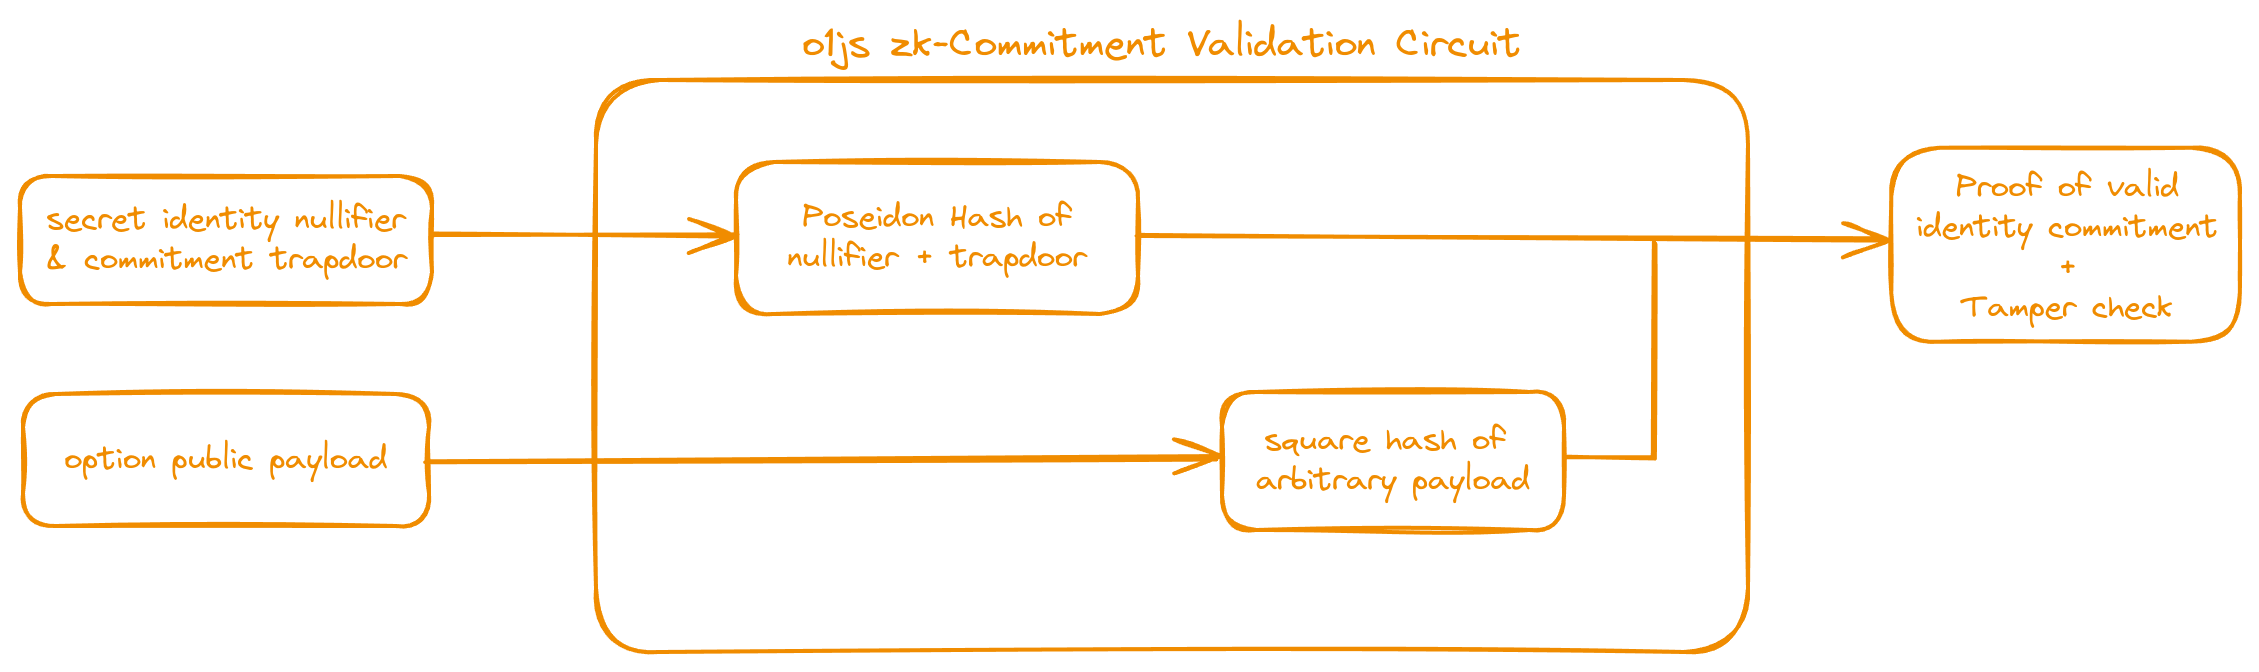 o1js zk-Commitment Validation Circuit
secret identity nullifier
& commitment trapdoor
Poseidon Hash of
nullifier + trapdoor
Proof of valid
identity commitment
+
Tamper check
option public payload
square hash of
arbitrary payload